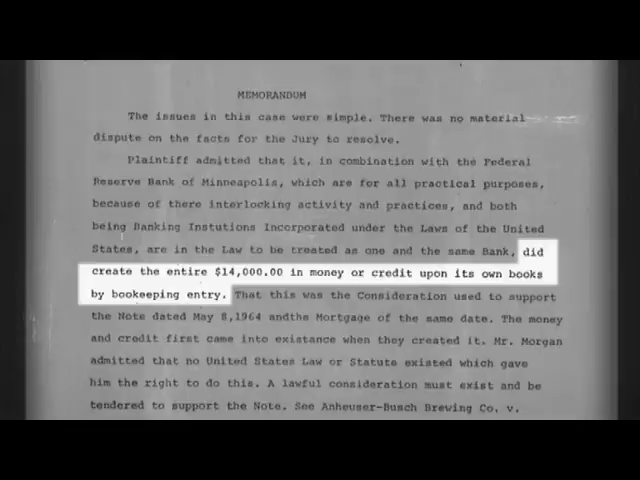 MEMORANDUM
The issues in this case were simple. There was no material
dispute on the facts for the Jury to resolve.
Plaintiff admitted that it, in combination with the Federal
Reserve Bank of Minneapolis, which are for all practical purposes,
because of there interlocking activity and practices, and both
being Banking Instutions Incorporated under the Laws of the United
States, are in the Law to be treated as one and the same Bank, did
create the entire $14,000.00 in money or credit upon its own books
by bookeeping entry. That this was the Consideration used to support
the Note dated May 8,1964 andthe Mortgage of the same date. The money
and credit first came into existance when they created it. Mr. Morgan
admitted that no United States Law or Statute existed which gave
him the right to do this. A lawful consideration must exist and be
tendered to support the Note. See Anheuser-Busch Brewing Co. v.